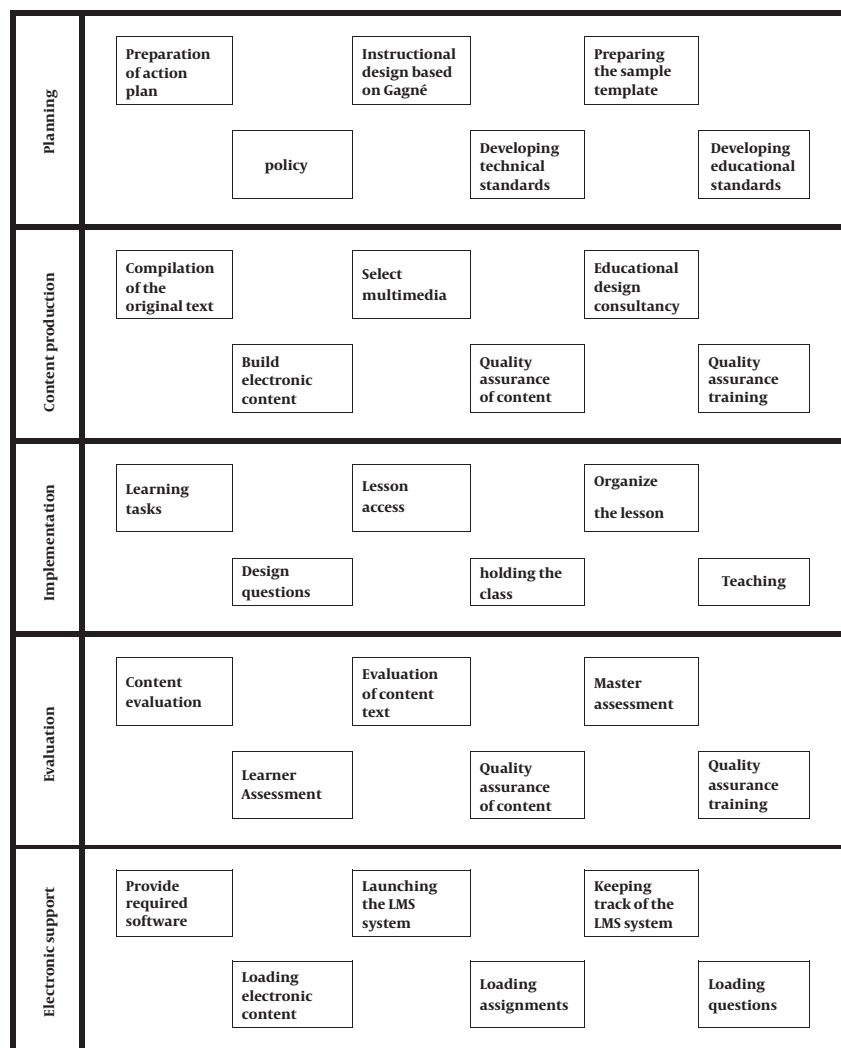 Planning
Preparation
of action
plan
Instructional
design based
on Gagné
Preparing
the sample
template
policy
Developing
technical
standards
Developing
educational
standards
Content production
Compilation
of the
original text
Select
multimedia
Educational
design
consultancy
Build
electronic
content
Quality
assurance
of content
Quality
assurance
training
Implementation
Learning
tasks
Lesson
access
Organize
the lesson
Design
questions
holding the
class
Teaching
Evaluation
Content
evaluation
Evaluation
of content
text
Master
assessment
Learner
Assessment
Quality
assurance
of content
Quality
assurance
training
Electronic support
Provide
required
software
Launching
the LMS
system
Keeping
track of the
LMS system
Loading
electronic
content
Loading
assignments
Loading
questions